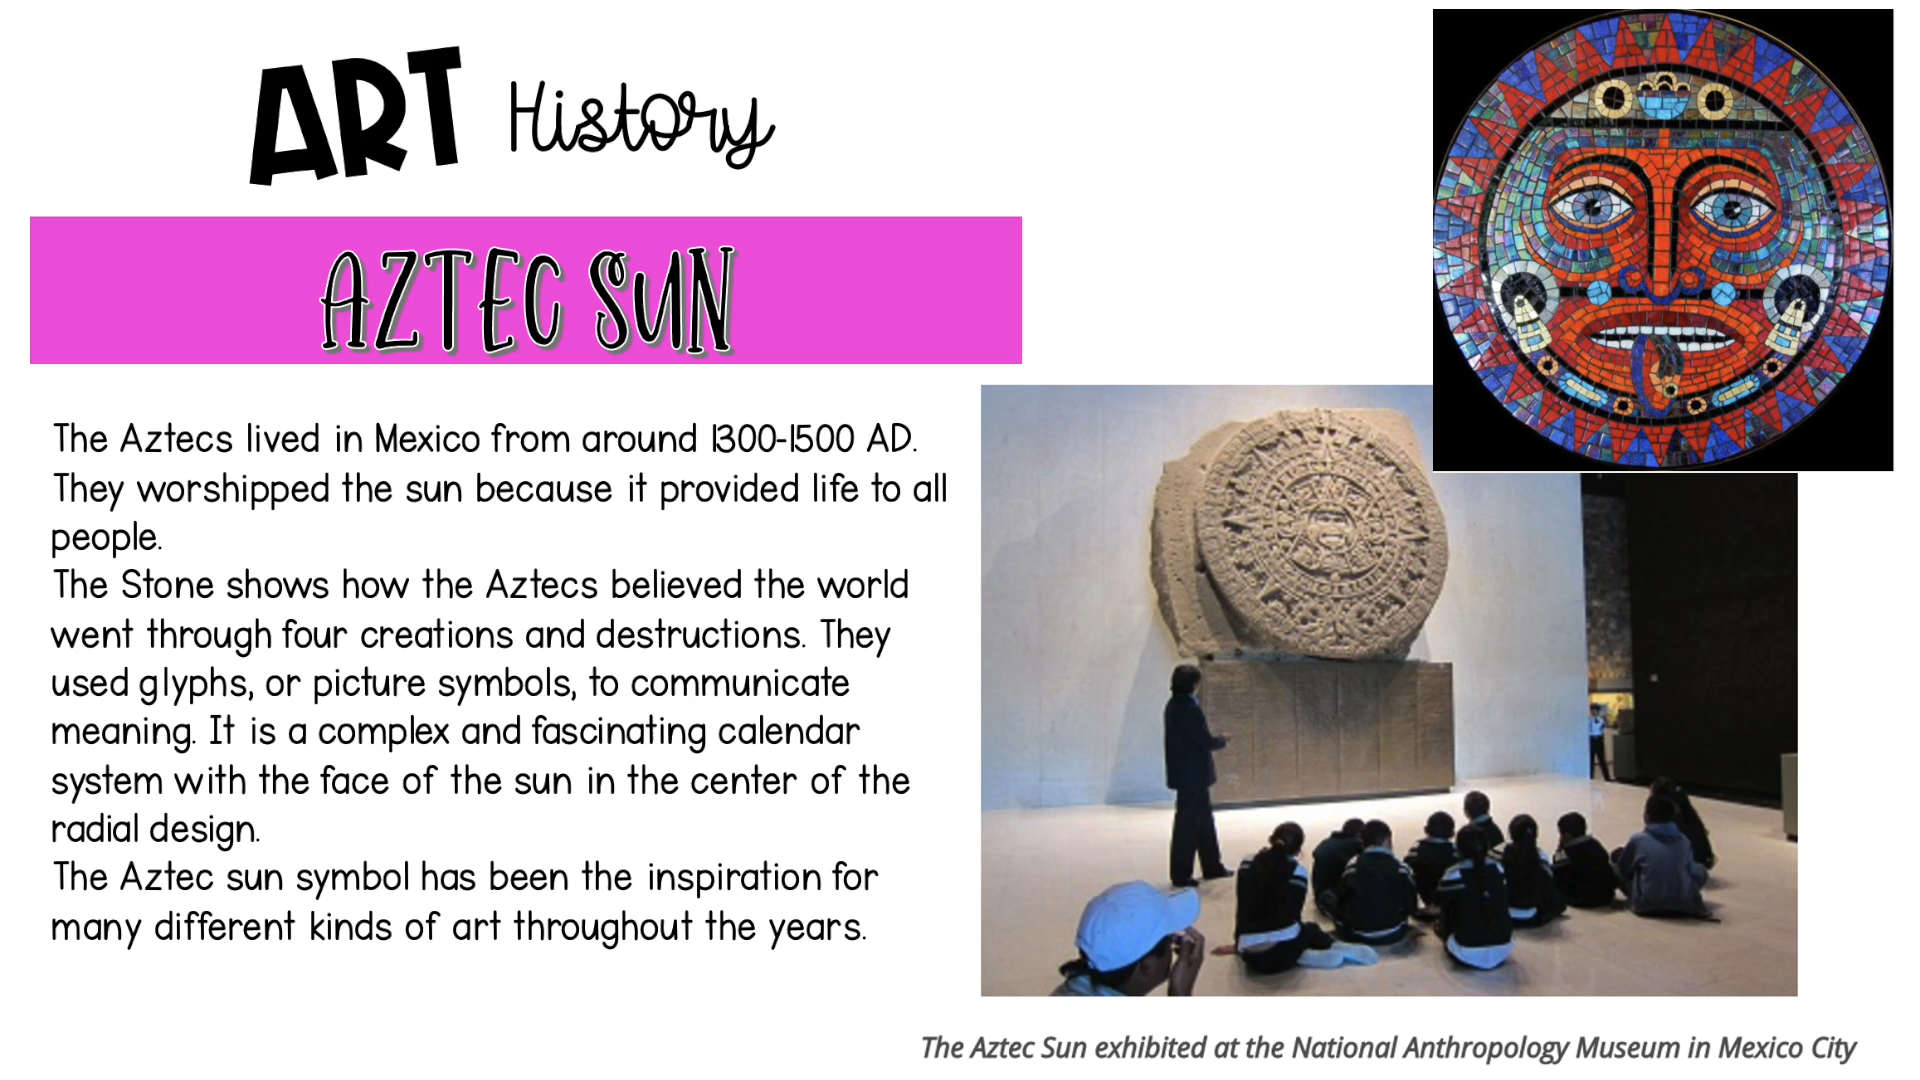 ART History
AZTEC SUN
The Aztecs lived in Mexico from around 1300-1500 AD.
They worshipped the sun because it provided life to all
people.
The Stone shows how the Aztecs believed the world
went through four creations and destructions. They
used glyphs, or picture symbols, to communicate
meaning. It is a complex and fascinating calendar
system with the face of the sun in the center of the
radial design.
The Aztec sun symbol has been the inspiration for
many different kinds of art throughout the years.
The Aztec Sun exhibited at the National Anthropology Museum in Mexico City